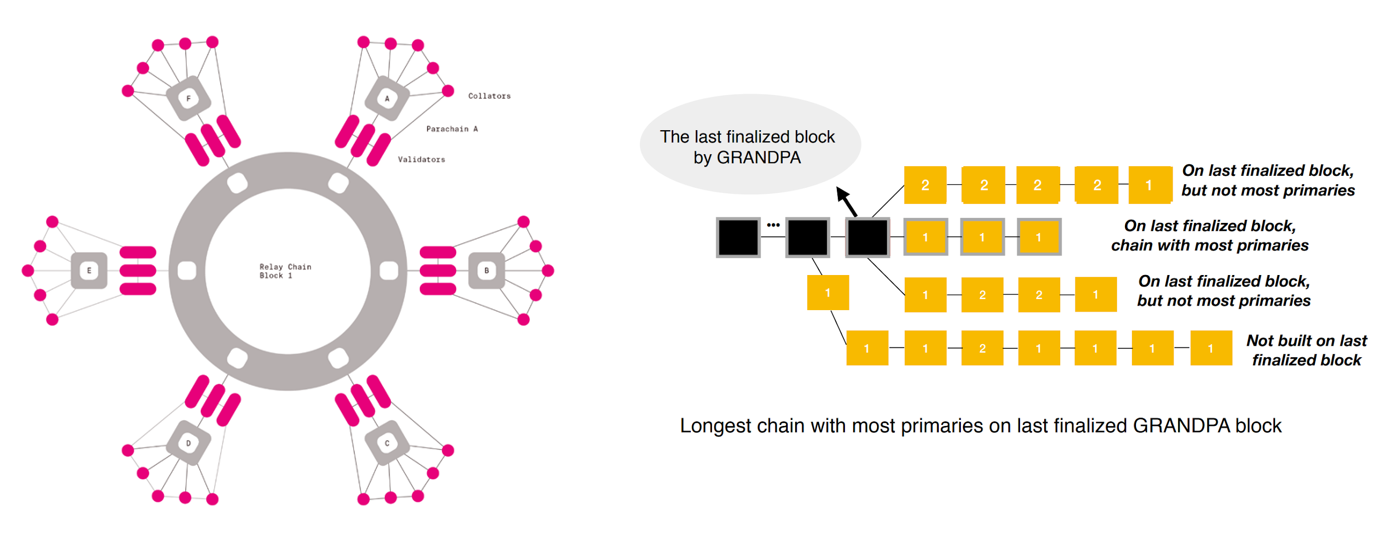 F
A
Collators
Parachain A
Validators
E
Relay Chain
Block 1
B
D
C
The last finalized block
by GRANDPA
2 2 2 2 1
On last finalized block,
but not most primaries
...
1 1 1
On last finalized block,
chain with most primaries
1
1 2 2 1
On last finalized block,
but not most primaries
1 1 2 1 1 1 1
Not built on last
finalized block
Longest chain with most primaries on last finalized GRANDPA block